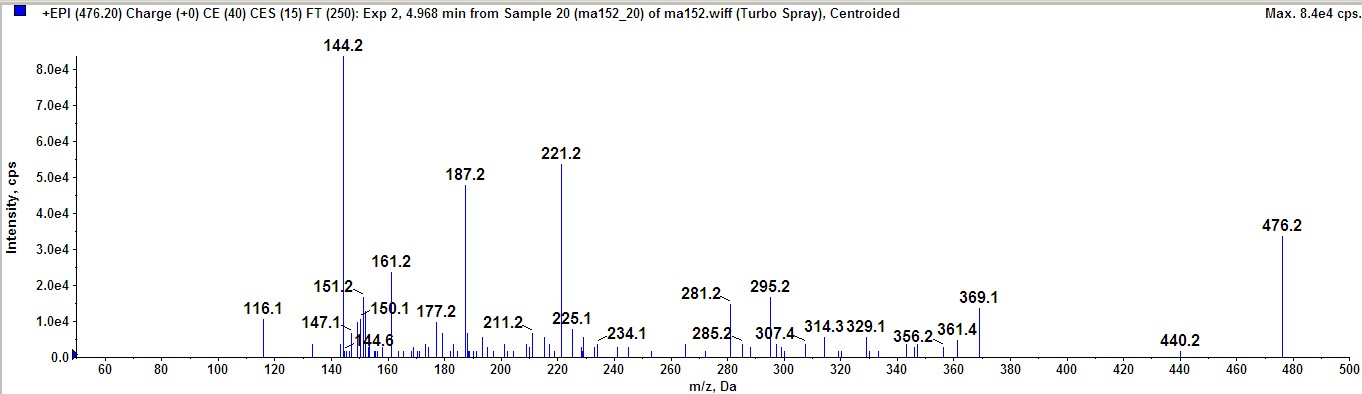 +EPI (476.20) Charge (+0) CE (40) CES (15) FT (250): Exp 2, 4.968 min from Sample 20 (ma152_20) of ma152.wiff (Turbo Spray), Centroided Max. 8.4e4 cps.
144.2
8.0e4
7.0e4
6.0e4
221.2
5.0e4
187.2
4.0e4
476.2
3.0e4
161.2
2.0e4
151.2
281.2
295.2
369.1
1.0e4
116.1
147.1
150.1
177.2
211.2
225.1
314.3
329.1
144.6
234.1
285.2
307.4
356.2
361.4
440.2
0.0
60 80 100 120 140 160 180 200 220 240 260 280 300 320 340 360 380 400 420 440 460 480 500
m/z, Da
Intensity, cps